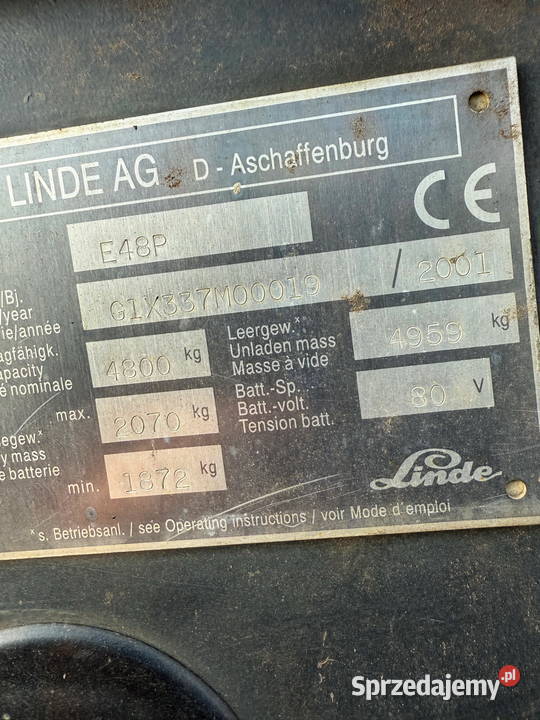 LINDE AG D - Aschaffenburg
CE
E48P
/Bj.
/year
ie/année
G1X337M00019 / 2001
agfähigk.
apacity
é nominale
4800 kg
Leergew.x
Unladen mass
Masse à vide
4959 kg
max. 2070 kg
Batt.-Sp.
Batt.-volt.
Tension batt.
80 V
iegew.x
y mass
e batterie
min. 1872 kg
Linde
x s. Betriebsanl. / see Operating instructions / voir Mode d'emploi
Sprzedajemy.pl